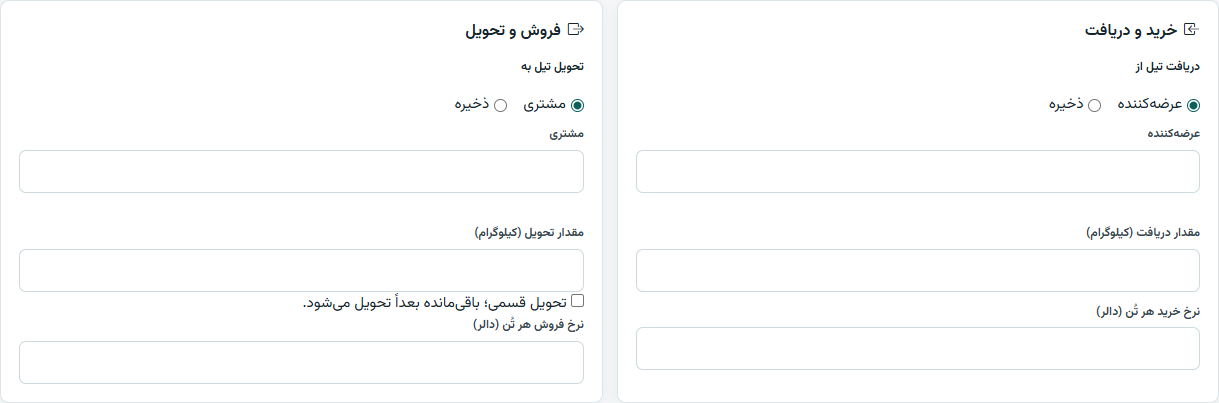 خرید و دریافت
دریافت تیل از
عرضه‌کننده
ذخیره
عرضه‌کننده
مقدار دریافت (کیلوگرام)
نرخ خرید هر تُن (دالر)
فروش و تحویل
تحویل تیل به
مشتری
ذخیره
مشتری
مقدار تحویل (کیلوگرام)
تحویل قسمی؛ باقی‌مانده بعداً تحویل می‌شود.
نرخ فروش هر تُن (دالر)